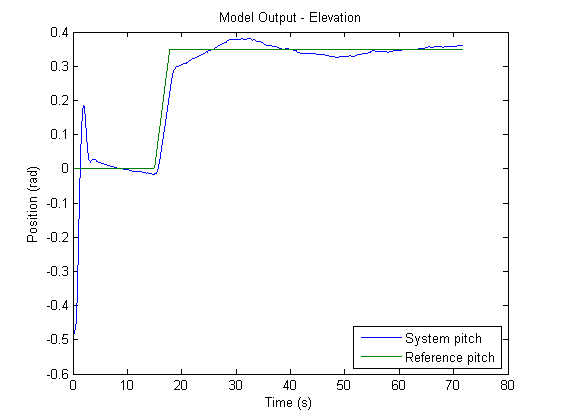 Model Output - Elevation
0.4
0.3
0.2
0.1
0
-0.1
-0.2
-0.3
-0.4
-0.5
-0.6
Position (rad)
System pitch
Reference pitch
0 10 20 30 40 50 60 70 80
Time (s)